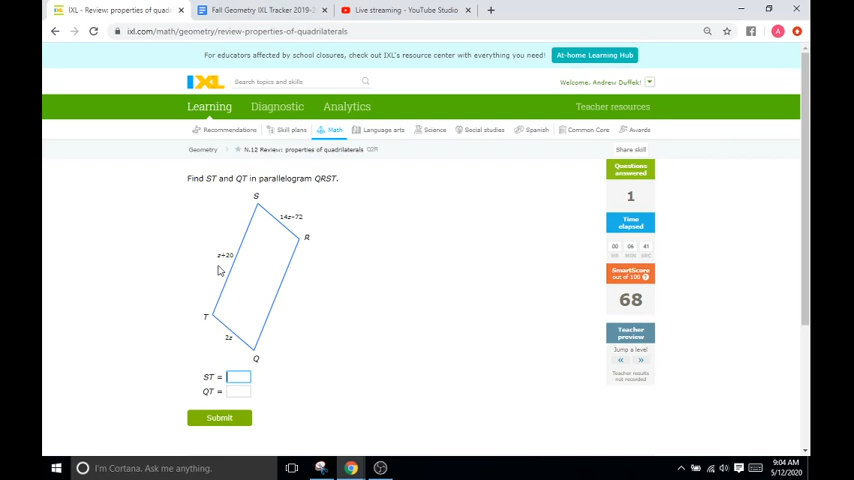 IXL - Review: properties of quadri
Fall Geometry IXL Tracker 2019-2
Live streaming - YouTube Studio
ixl.com/math/geometry/review-properties-of-quadrilaterals
For educators affected by school closures, check out IXL's resource center with everything you need!
At-home Learning Hub
IXL
Search topics and skills
Welcome, Andrew Duffek!
Learning
Diagnostic
Analytics
Teacher resources
Recommendations
Skill plans
Math
Language arts
Science
Social studies
Spanish
Common Core
Awards
Geometry
N.12 Review: properties of quadrilaterals
Share skill
Find ST and QT in parallelogram QRST.
S
14z–72
R
z+20
T
2z
Q
ST =
QT =
Submit
Questions answered
1
Time elapsed
00 06 41
HR MIN SEC
SmartScore
out of 100 ?
68
Teacher preview
Jump a level
Teacher results not recorded
I'm Cortana. Ask me anything.
9:04 AM
5/12/2020